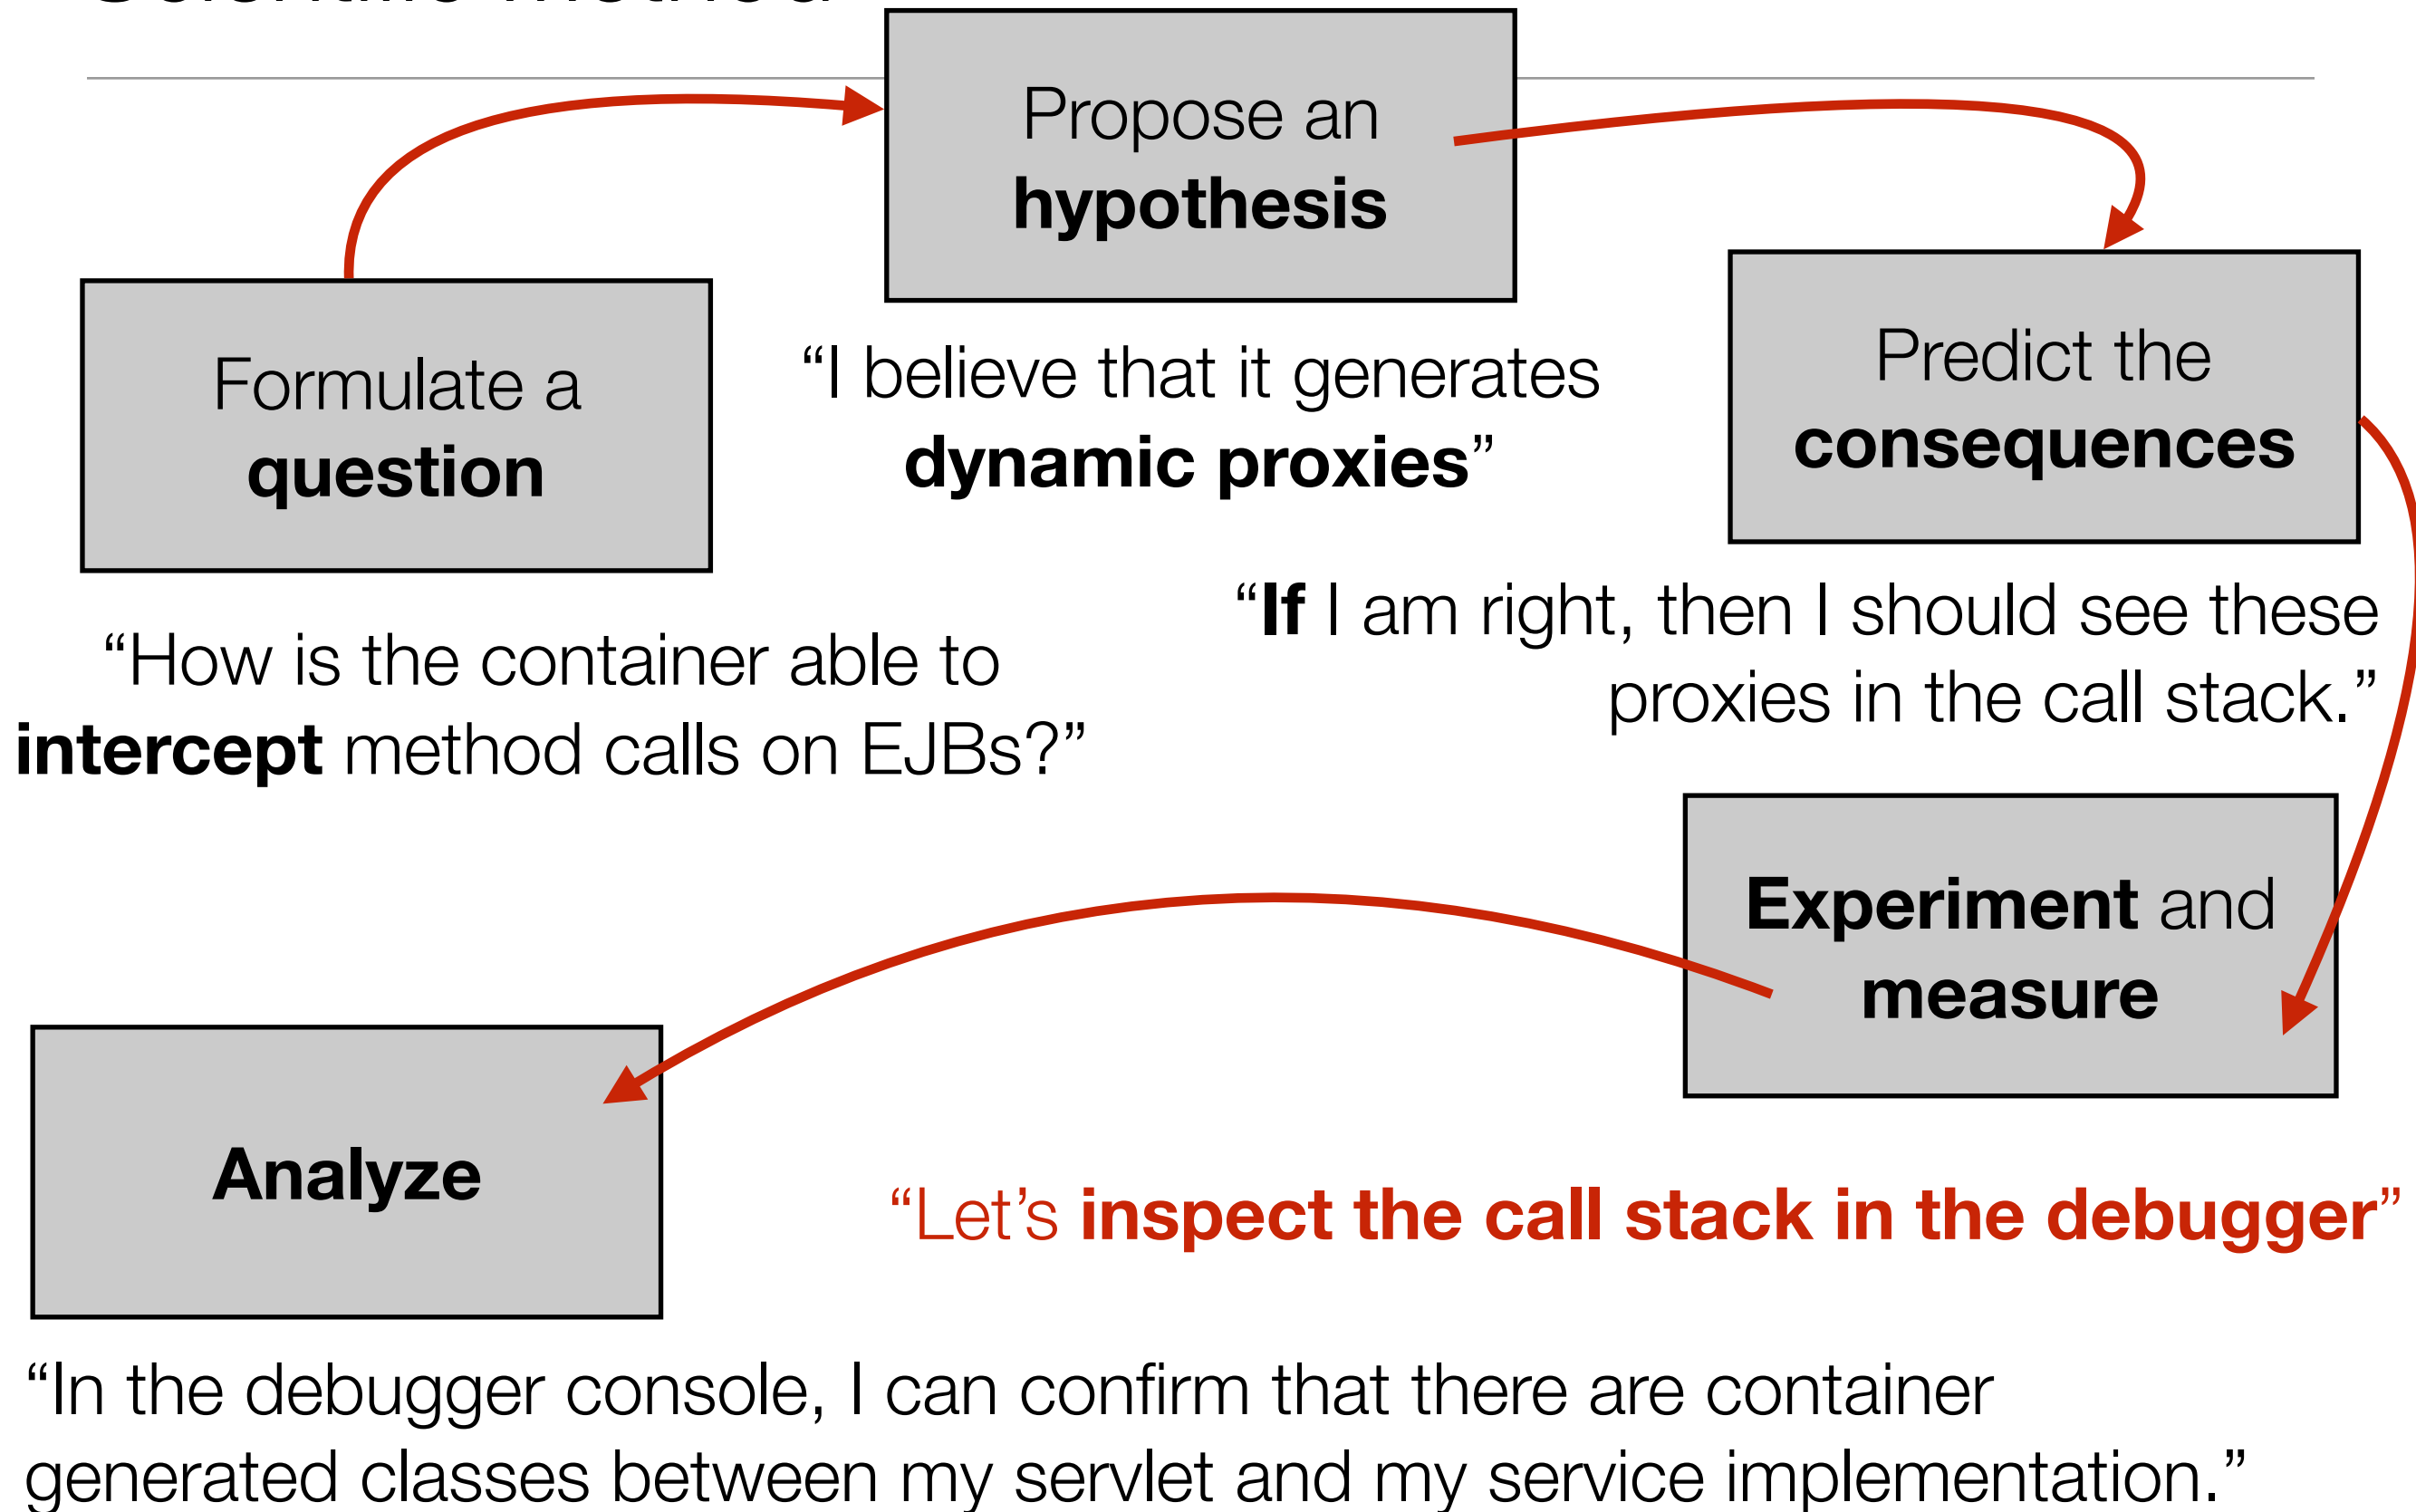 Propose an
hypothesis
Formulate a
question
“I believe that it generates
dynamic proxies”
Predict the
consequences
“How is the container able to
intercept method calls on EJBs?”
“If I am right, then I should see these
proxies in the call stack.”
Experiment and
measure
Analyze
“Let’s inspect the call stack in the debugger”
“In the debugger console, I can confirm that there are container
generated classes between my servlet and my service implementation.”